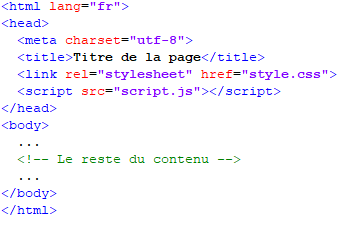 <html lang="fr">
<head>
  <meta charset="utf-8">
  <title>Titre de la page</title>
  <link rel="stylesheet" href="style.css">
  <script src="script.js"></script>
</head>
<body>
  ...
  <!-- Le reste du contenu -->
  ...
</body>
</html>